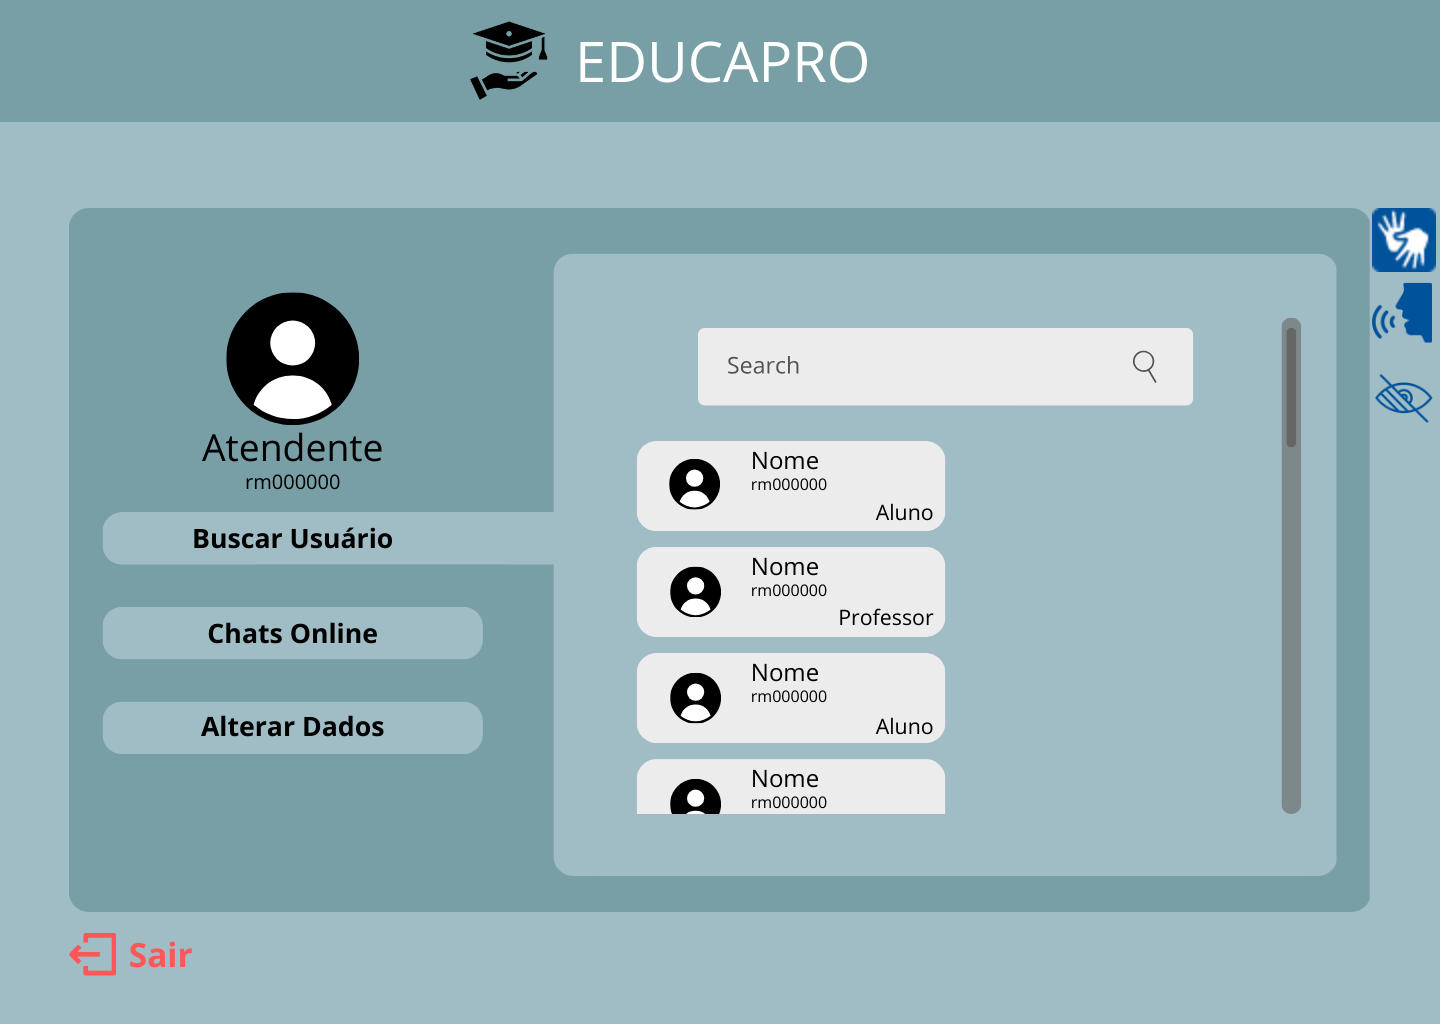 EDUCAPRO
Atendente
rm000000
Buscar Usuário
Chats Online
Alterar Dados
Search
Nome
rm000000
Aluno
Nome
rm000000
Professor
Nome
rm000000
Aluno
Nome
rm000000
Sair